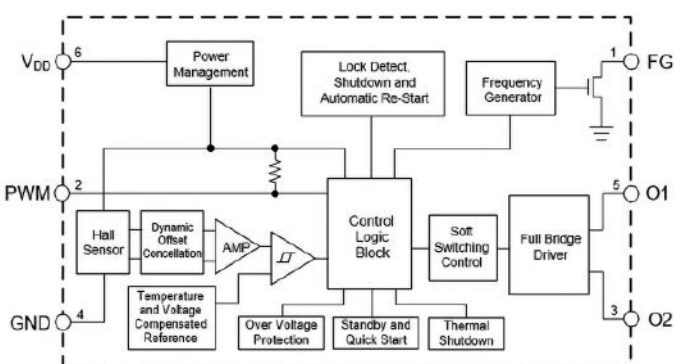 6
VDD
Power
Management
Lock Detect,
Shutdown and
Automatic Re-Start
Frequency
Generator
1
FG
PWM
2
5
O1
Hall
Sensor
Dynamic
Offset
Concellation
AMP
Control
Logic
Block
Soft
Switching
Control
Full Bridge
Driver
Temperature
and Voltage
Compensated
Reference
GND
4
Over Voltage
Protection
Standby and
Quick Start
Thermal
Shutdown
3
O2